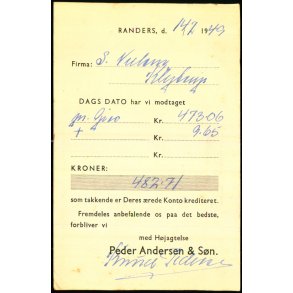 RANDERS, d. 14/7 1949
Firma: S. Nielsen
DAGS DATO har vi modtaget
pr. Giro Kr. 473.06
+ Kr. 9.65
Kr.
KRONER:
482.71
som takkende er Deres ærede Konto krediteret.
Fremdeles anbefalende os paa det bedste,
forbliver vi
med Højagtelse
Peder Andersen & Søn.